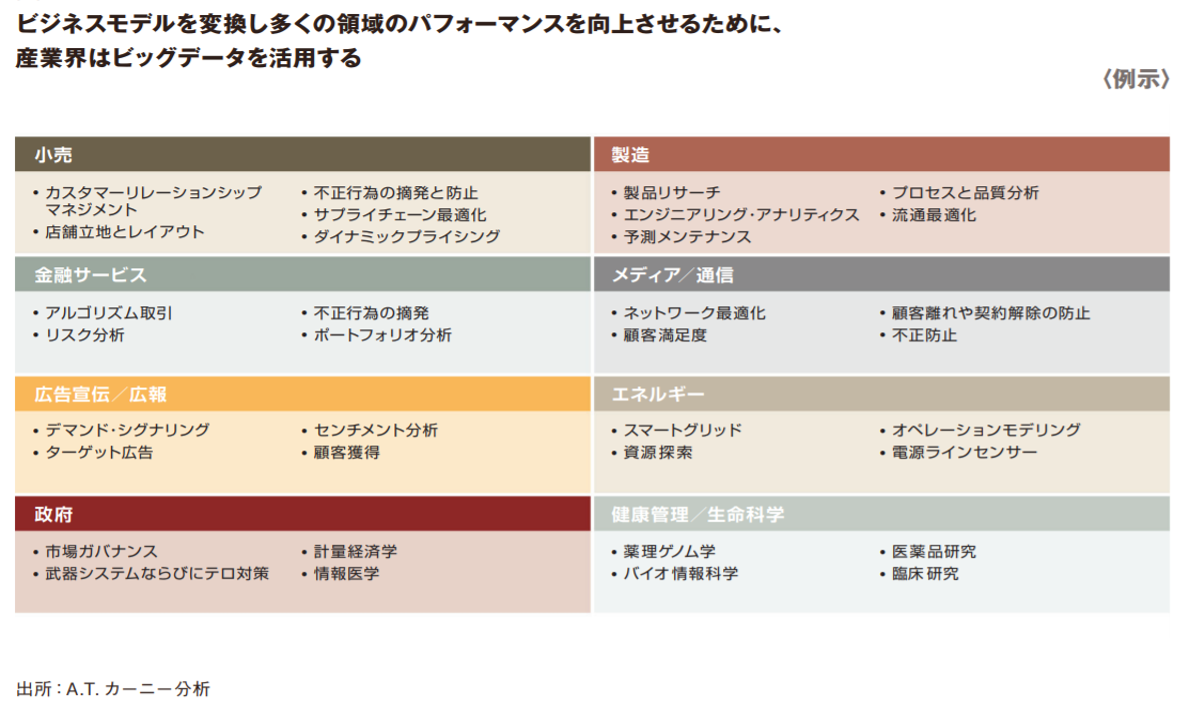 ビジネスモデルを変換し多くの領域のパフォーマンスを向上させるために、
産業界はビッグデータを活用する
〈例示〉
小売
• カスタマーリレーションシップ
マネジメント
• 店舗立地とレイアウト
• 不正行為の摘発と防止
• サプライチェーン最適化
• ダイナミックプライシング
製造
• 製品リサーチ
• エンジニアリング・アナリティクス
• 予測メンテナンス
• プロセスと品質分析
• 流通最適化
金融サービス
• アルゴリズム取引
• リスク分析
• 不正行為の摘発
• ポートフォリオ分析
メディア／通信
• ネットワーク最適化
• 顧客満足度
• 顧客離れや契約解除の防止
• 不正防止
広告宣伝／広報
• デマンド・シグナリング
• ターゲット広告
• センチメント分析
• 顧客獲得
エネルギー
• スマートグリッド
• 資源探索
• オペレーションモデリング
• 電源ラインセンサー
政府
• 市場ガバナンス
• 武器システムならびにテロ対策
• 計量経済学
• 情報医学
健康管理／生命科学
• 薬理ゲノム学
• バイオ情報科学
• 医薬品研究
• 臨床研究
出所：A.T. カーニー分析